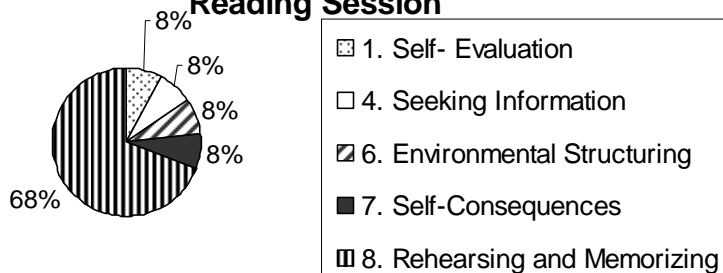 Reading Session
8%
8%
8%
8%
68%
1. Self- Evaluation
4. Seeking Information
6. Environmental Structuring
7. Self-Consequences
8. Rehearsing and Memorizing